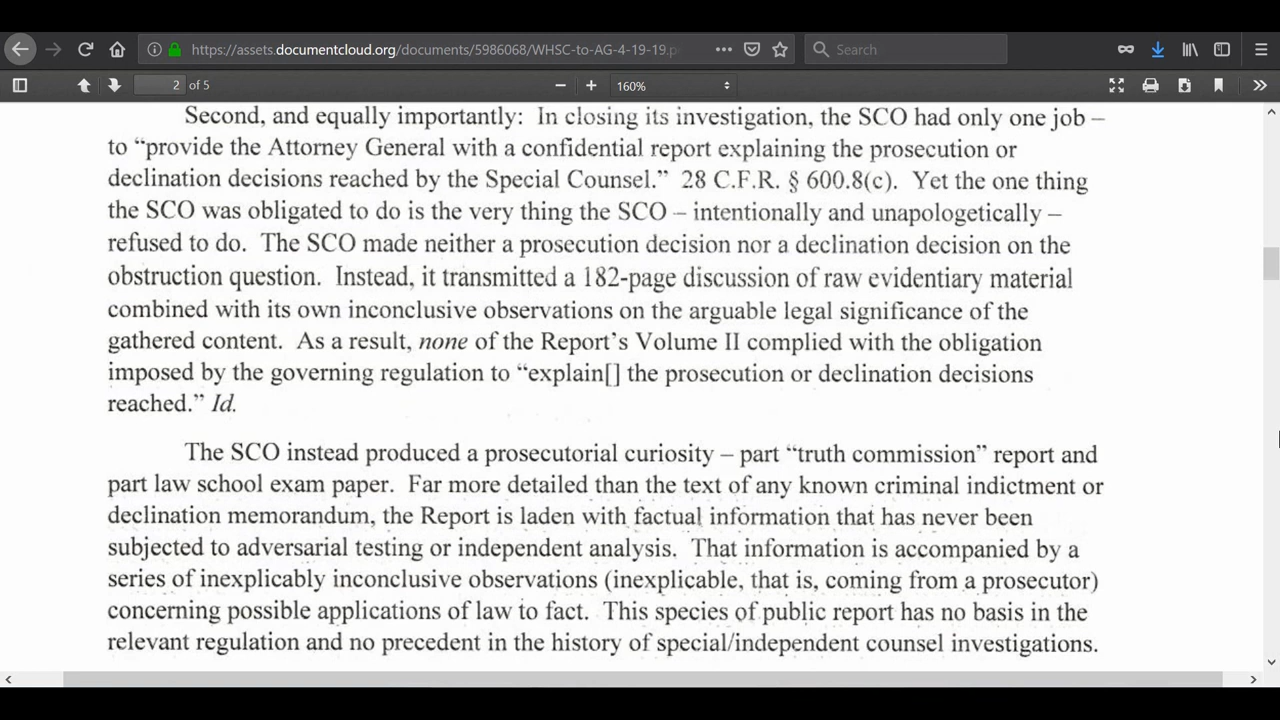 https://assets.documentcloud.org/documents/5986068/WHSC-to-AG-4-19-19.p
Search
2 of 5
160%
Second, and equally importantly: In closing its investigation, the SCO had only one job –
to “provide the Attorney General with a confidential report explaining the prosecution or
declination decisions reached by the Special Counsel.” 28 C.F.R. § 600.8(c). Yet the one thing
the SCO was obligated to do is the very thing the SCO – intentionally and unapologetically –
refused to do. The SCO made neither a prosecution decision nor a declination decision on the
obstruction question. Instead, it transmitted a 182-page discussion of raw evidentiary material
combined with its own inconclusive observations on the arguable legal significance of the
gathered content. As a result, none of the Report’s Volume II complied with the obligation
imposed by the governing regulation to “explain[] the prosecution or declination decisions
reached.” Id.
The SCO instead produced a prosecutorial curiosity – part “truth commission” report and
part law school exam paper. Far more detailed than the text of any known criminal indictment or
declination memorandum, the Report is laden with factual information that has never been
subjected to adversarial testing or independent analysis. That information is accompanied by a
series of inexplicably inconclusive observations (inexplicable, that is, coming from a prosecutor)
concerning possible applications of law to fact. This species of public report has no basis in the
relevant regulation and no precedent in the history of special/independent counsel investigations.